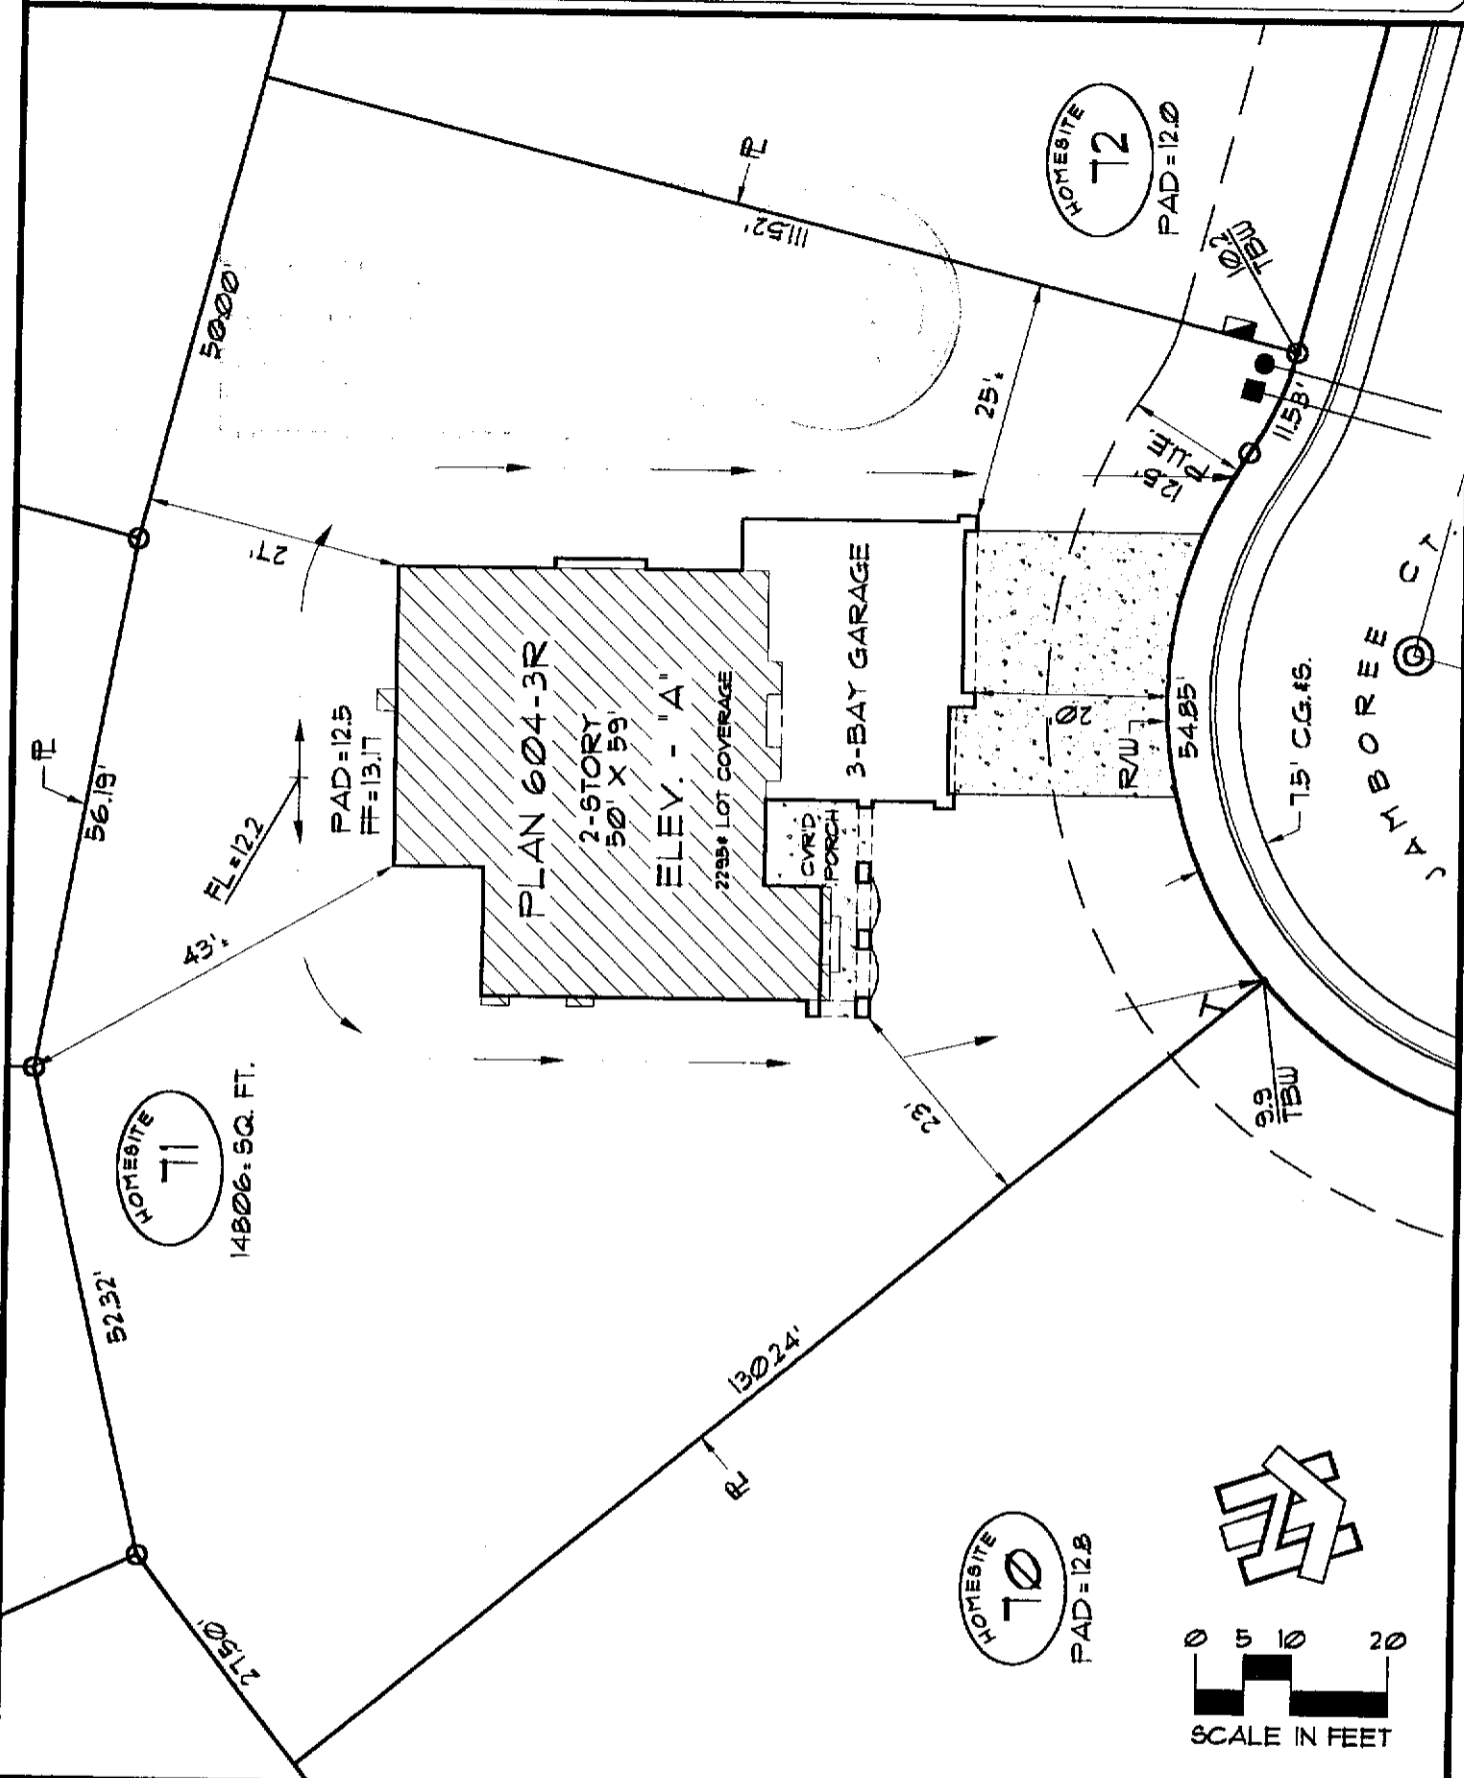 HOMESITE
72
PAD=12.0
111.52'
50.00'
10.2
TBW
11.53'
12.5'
P.U.E.
25'±
27'
56.19'
FL=12.2
PAD=12.5
FF=13.17
43'±
PLAN 604-3R
2-STORY
50' X 59'
ELEV. - "A"
LOT COVERAGE
3-BAY GARAGE
CVR'D
PORCH
20'
R/W
54.85'
7.5' C.G.&S.
JAMBOREE CT.
HOMESITE
71
14806± SQ. FT.
23'
9.9
TBW
52.32'
130.24'
27.50'
HOMESITE
70
PAD=12.8
0 5 10 20
SCALE IN FEET